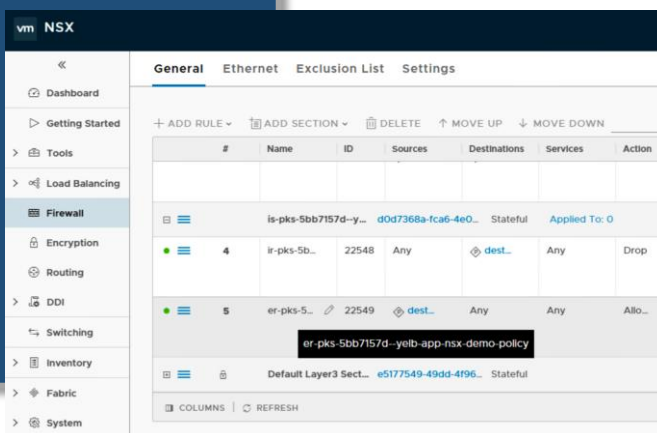 vm NSX
«
General Ethernet Exclusion List Settings
Dashboard
Getting Started
Tools
Load Balancing
Firewall
Encryption
Routing
DDI
Switching
Inventory
Fabric
System
+ ADD RULE ADD SECTION DELETE ↑ MOVE UP ↓ MOVE DOWN
# Name ID Sources Destinations Services Action
is-pks-5bb7157d--y... d0d7368a-fca6-4e0... Stateful Applied To: 0
4 ir-pks-5b... 22548 Any dest... Any Drop
5 er-pks-5... 22549 dest... Any Any Allo...
er-pks-5bb7157d--yelb-app-nsx-demo-policy
Default Layer3 Sect... e5177549-49dd-4f96... Stateful
COLUMNS | REFRESH